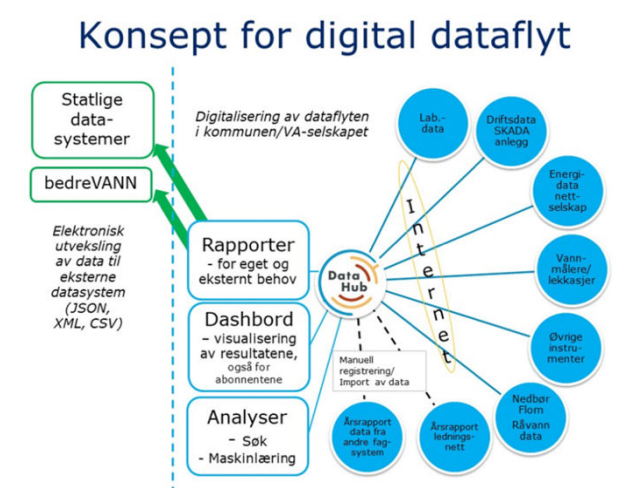 Konsept for digital dataflyt
Statlige
data-
systemer
bedreVANN
Elektronisk
utveksling
av data til
eksterne
datasystem
(JSON,
XML, CSV)
Digitalisering av dataflyten
i kommunen/VA-selskapet
Rapporter
- for eget og
eksternt behov
Dashbord
– visualisering
av resultatene,
også for
abonnentene
Analyser
- Søk
- Maskinlæring
Data
Hub
Internet
Manuell
registrering/
Import av data
Lab.-
data
Driftsdata
SKADA
anlegg
Energi-
data
nett-
selskap
Vann-
målere/
lekkasjer
Øvrige
instru-
menter
Nedbør
Flom
Råvann
data
Årsrapport
lednings-
nett
Årsrapport
data fra
andre fag-
system